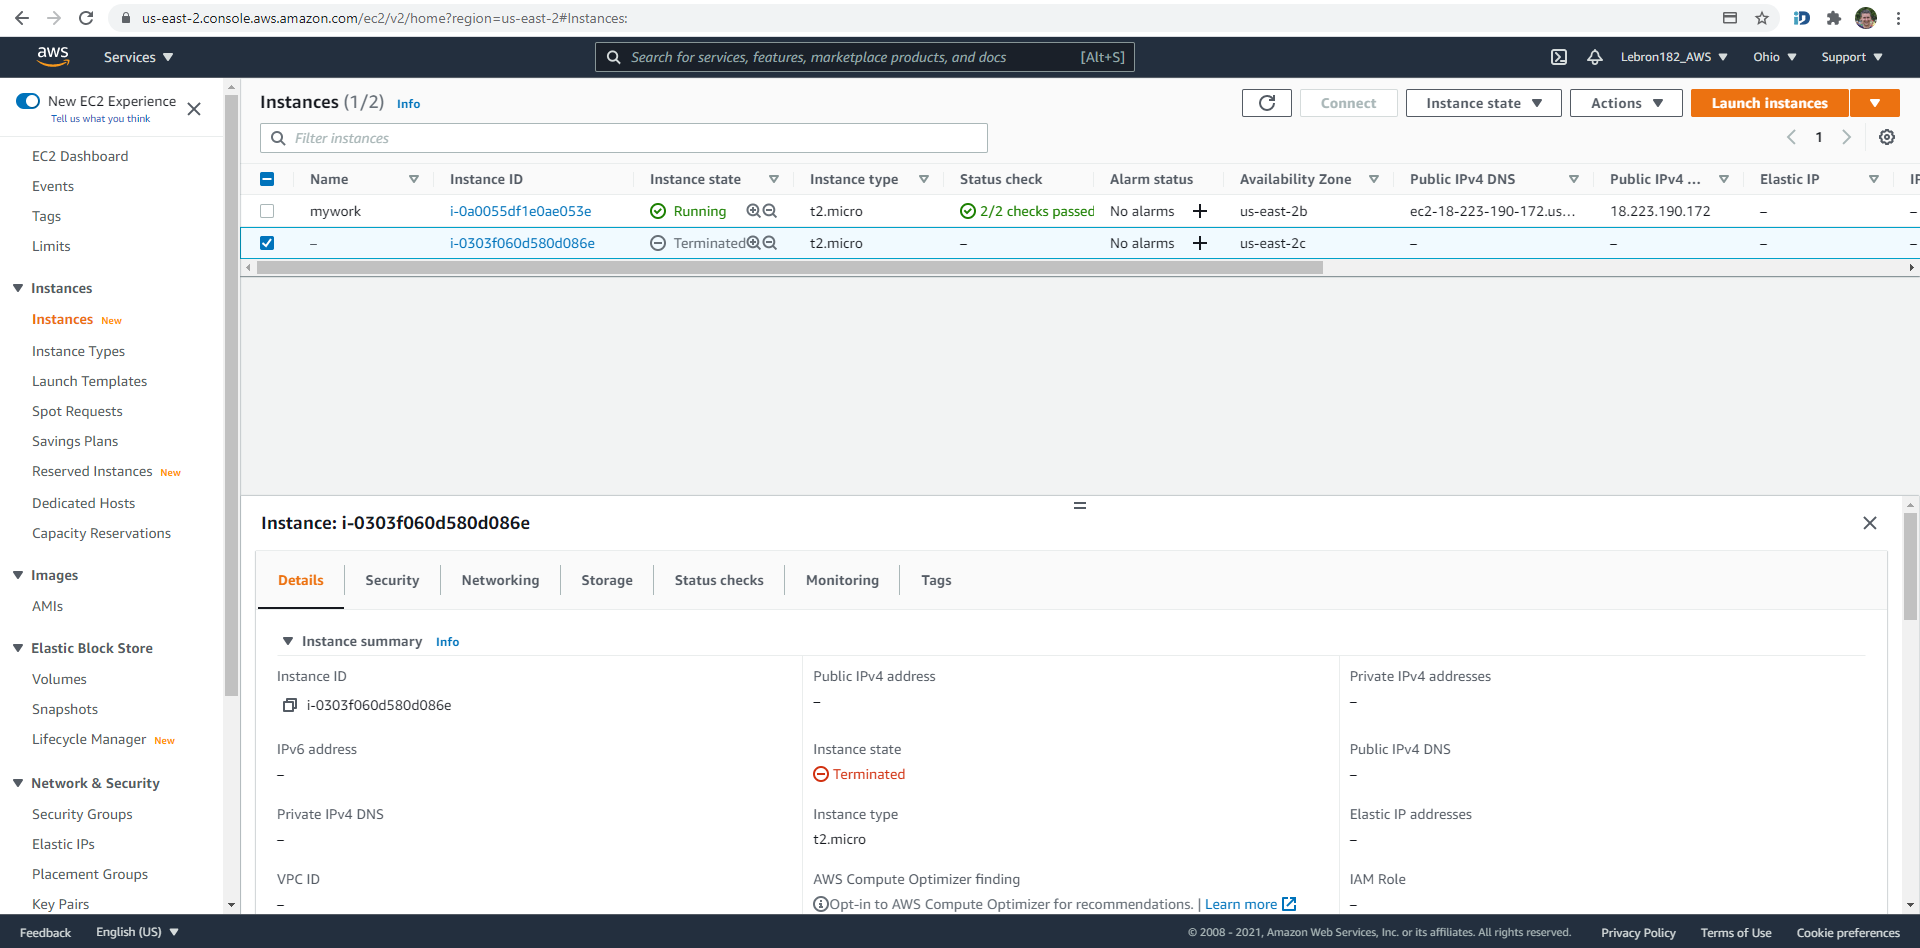 us-east-2.console.aws.amazon.com/ec2/v2/home?region=us-east-2#Instances:
aws Services Search for services, features, marketplace products, and docs [Alt+S] Lebron182_AWS Ohio Support
New EC2 Experience
Tell us what you think
EC2 Dashboard
Events
Tags
Limits
Instances
Instances New
Instance Types
Launch Templates
Spot Requests
Savings Plans
Reserved Instances New
Dedicated Hosts
Capacity Reservations
Images
AMIs
Elastic Block Store
Volumes
Snapshots
Lifecycle Manager New
Network & Security
Security Groups
Elastic IPs
Placement Groups
Key Pairs
Instances (1/2) Info Connect Instance state Actions Launch instances
Filter instances 1
Name Instance ID Instance state Instance type Status check Alarm status Availability Zone Public IPv4 DNS Public IPv4 ... Elastic IP IP
mywork i-0a0055df1e0ae053e Running t2.micro 2/2 checks passed No alarms + us-east-2b ec2-18-223-190-172.us... 18.223.190.172 – –
– i-0303f060d580d086e Terminated t2.micro – No alarms + us-east-2c – – – –
Instance: i-0303f060d580d086e
Details Security Networking Storage Status checks Monitoring Tags
Instance summary Info
Instance ID Public IPv4 address Private IPv4 addresses
i-0303f060d580d086e – –
IPv6 address Instance state Public IPv4 DNS
– Terminated –
Private IPv4 DNS Instance type Elastic IP addresses
– t2.micro –
VPC ID AWS Compute Optimizer finding IAM Role
– Opt-in to AWS Compute Optimizer for recommendations. | Learn more –
Feedback English (US) © 2008 - 2021, Amazon Web Services, Inc. or its affiliates. All rights reserved. Privacy Policy Terms of Use Cookie preferences